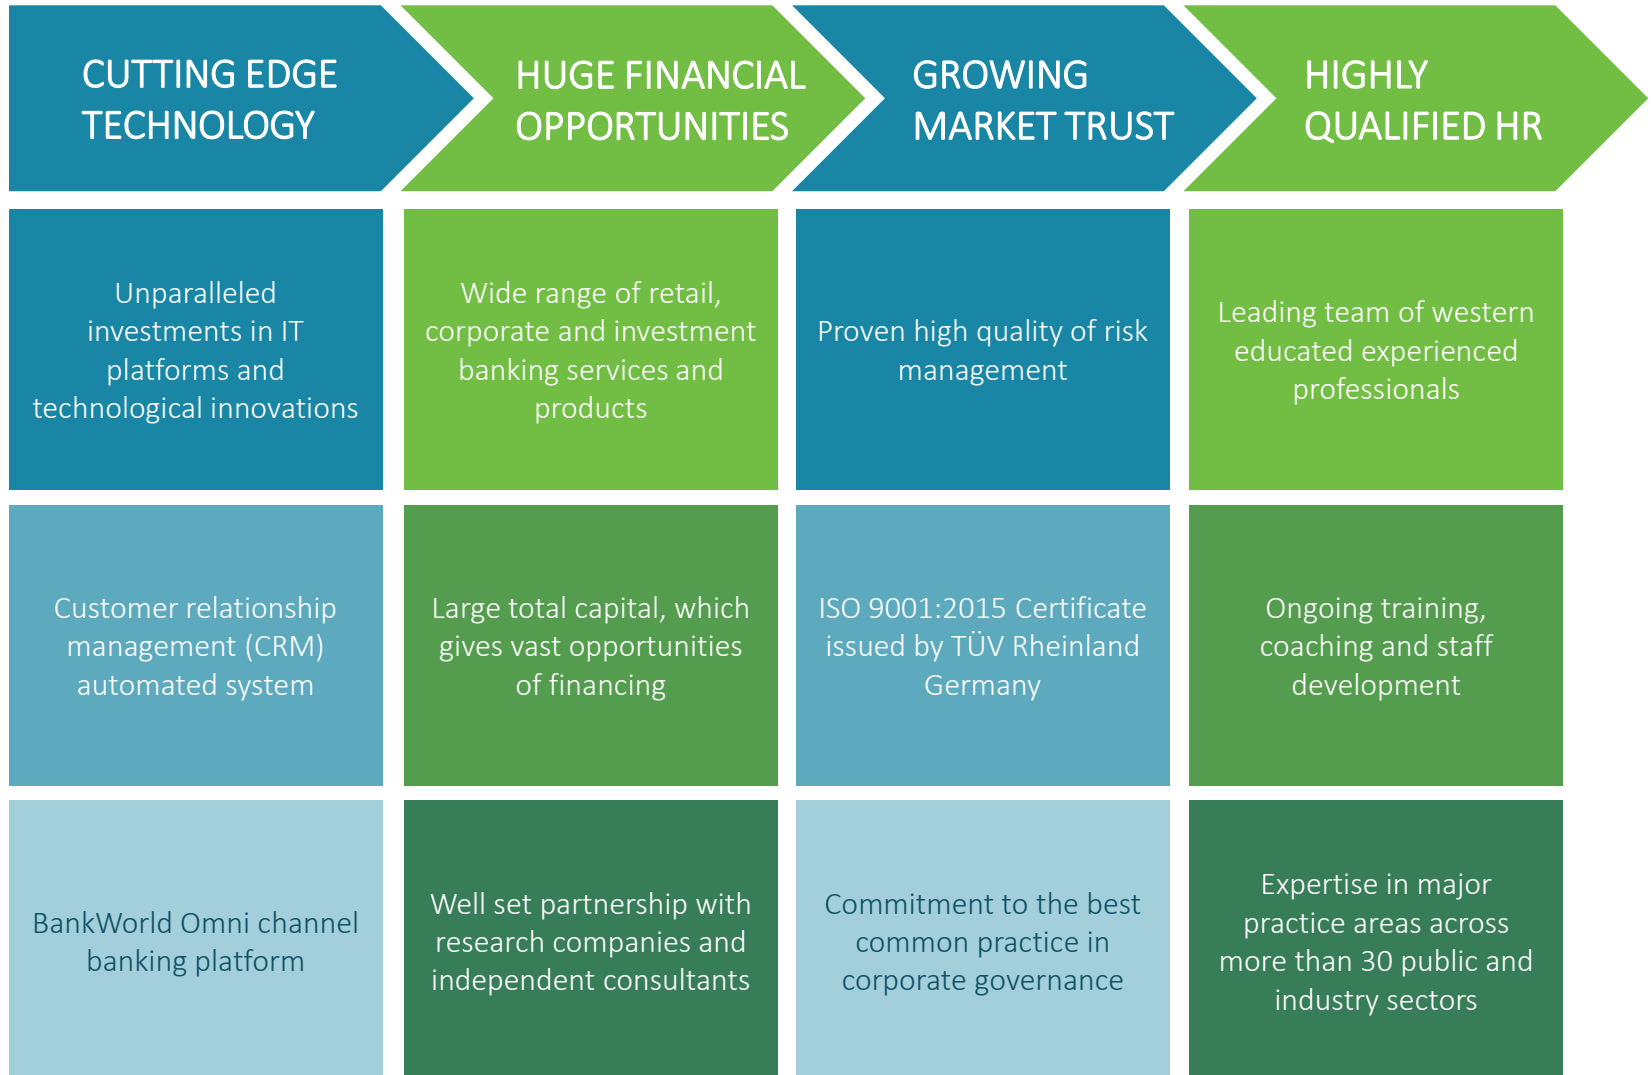 CUTTING EDGE
TECHNOLOGY
HUGE FINANCIAL
OPPORTUNITIES
GROWING
MARKET TRUST
HIGHLY
QUALIFIED HR
Unparalleled
investments in IT
platforms and
technological innovations
Wide range of retail,
corporate and investment
banking services and
products
Proven high quality of risk
management
Leading team of western
educated experienced
professionals
Customer relationship
management (CRM)
automated system
Large total capital, which
gives vast opportunities
of financing
ISO 9001:2015 Certificate
issued by TÜV Rheinland
Germany
Ongoing training,
coaching and staff
development
BankWorld Omni channel
banking platform
Well set partnership with
research companies and
independent consultants
Commitment to the best
common practice in
corporate governance
Expertise in major
practice areas across
more than 30 public and
industry sectors